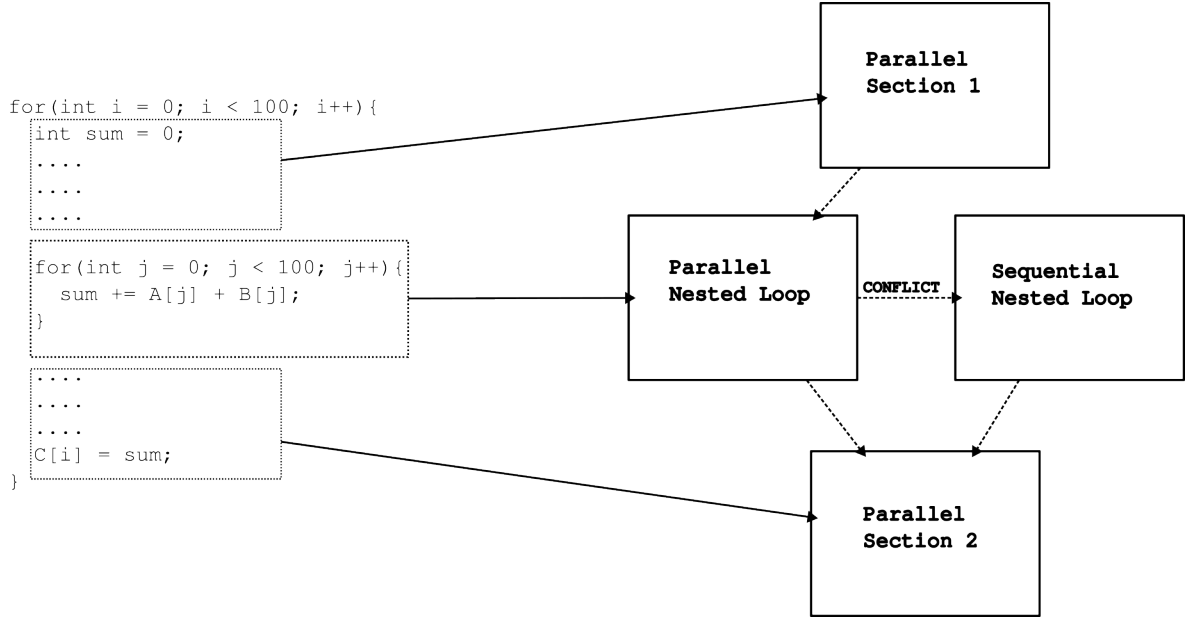 for(int i = 0; i < 100; i++){
int sum = 0;
....
....
....
for(int j = 0; j < 100; j++){
sum += A[j] + B[j];
}
....
....
....
C[i] = sum;
}
Parallel
Section 1
Parallel
Nested Loop
CONFLICT
Sequential
Nested Loop
Parallel
Section 2